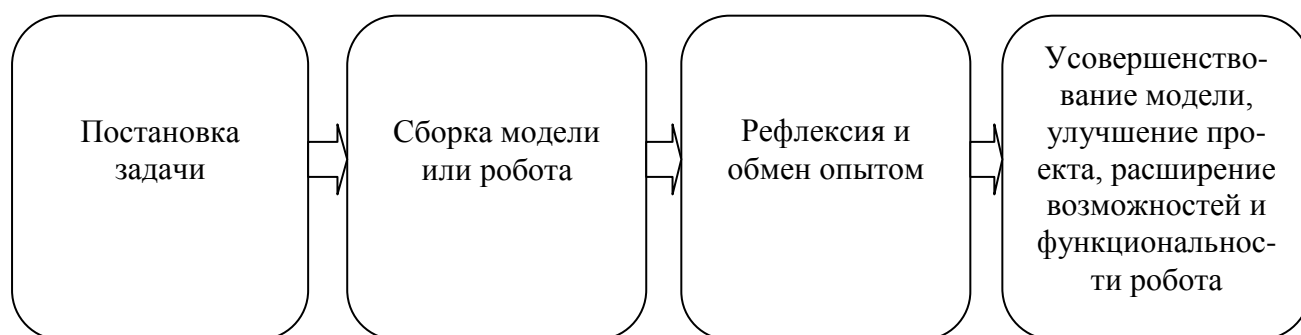 Постановка
задачи
Сборка модели
или робота
Рефлексия и
обмен опытом
Усовершенство-
вание модели,
улучшение про-
екта, расширение
возможностей и
функциональнос-
ти робота